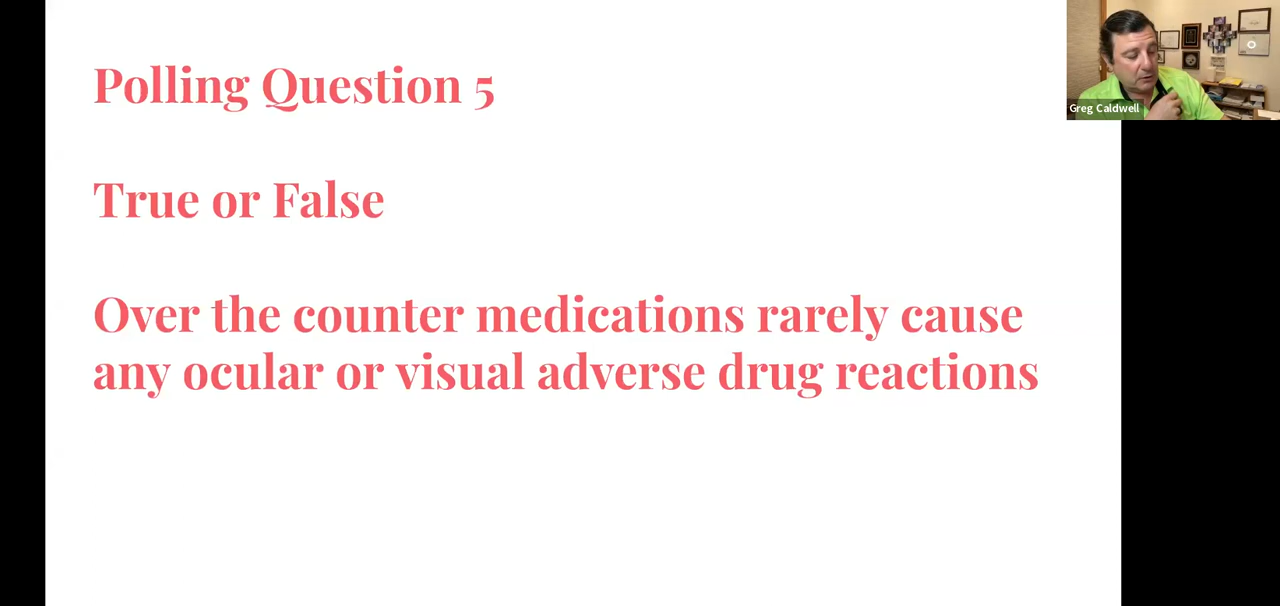 Polling Question 5
Greg Caldwell
True or False
Over the counter medications rarely cause
any ocular or visual adverse drug reactions